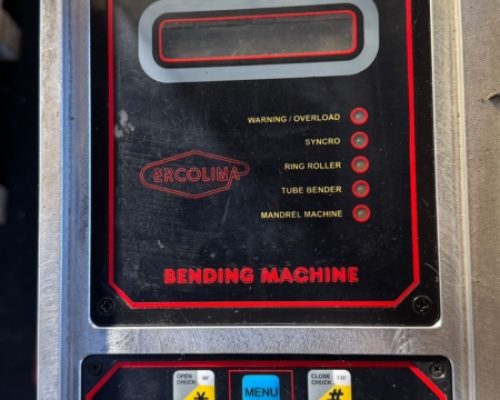 WARNING / OVERLOAD
SYNCRO
RING ROLLER
ERCOLINA
TUBE BENDER
MANDREL MACHINE
BENDING MACHINE
OPEN CHUCK
MENU
CLOSE CHUCK
*
#